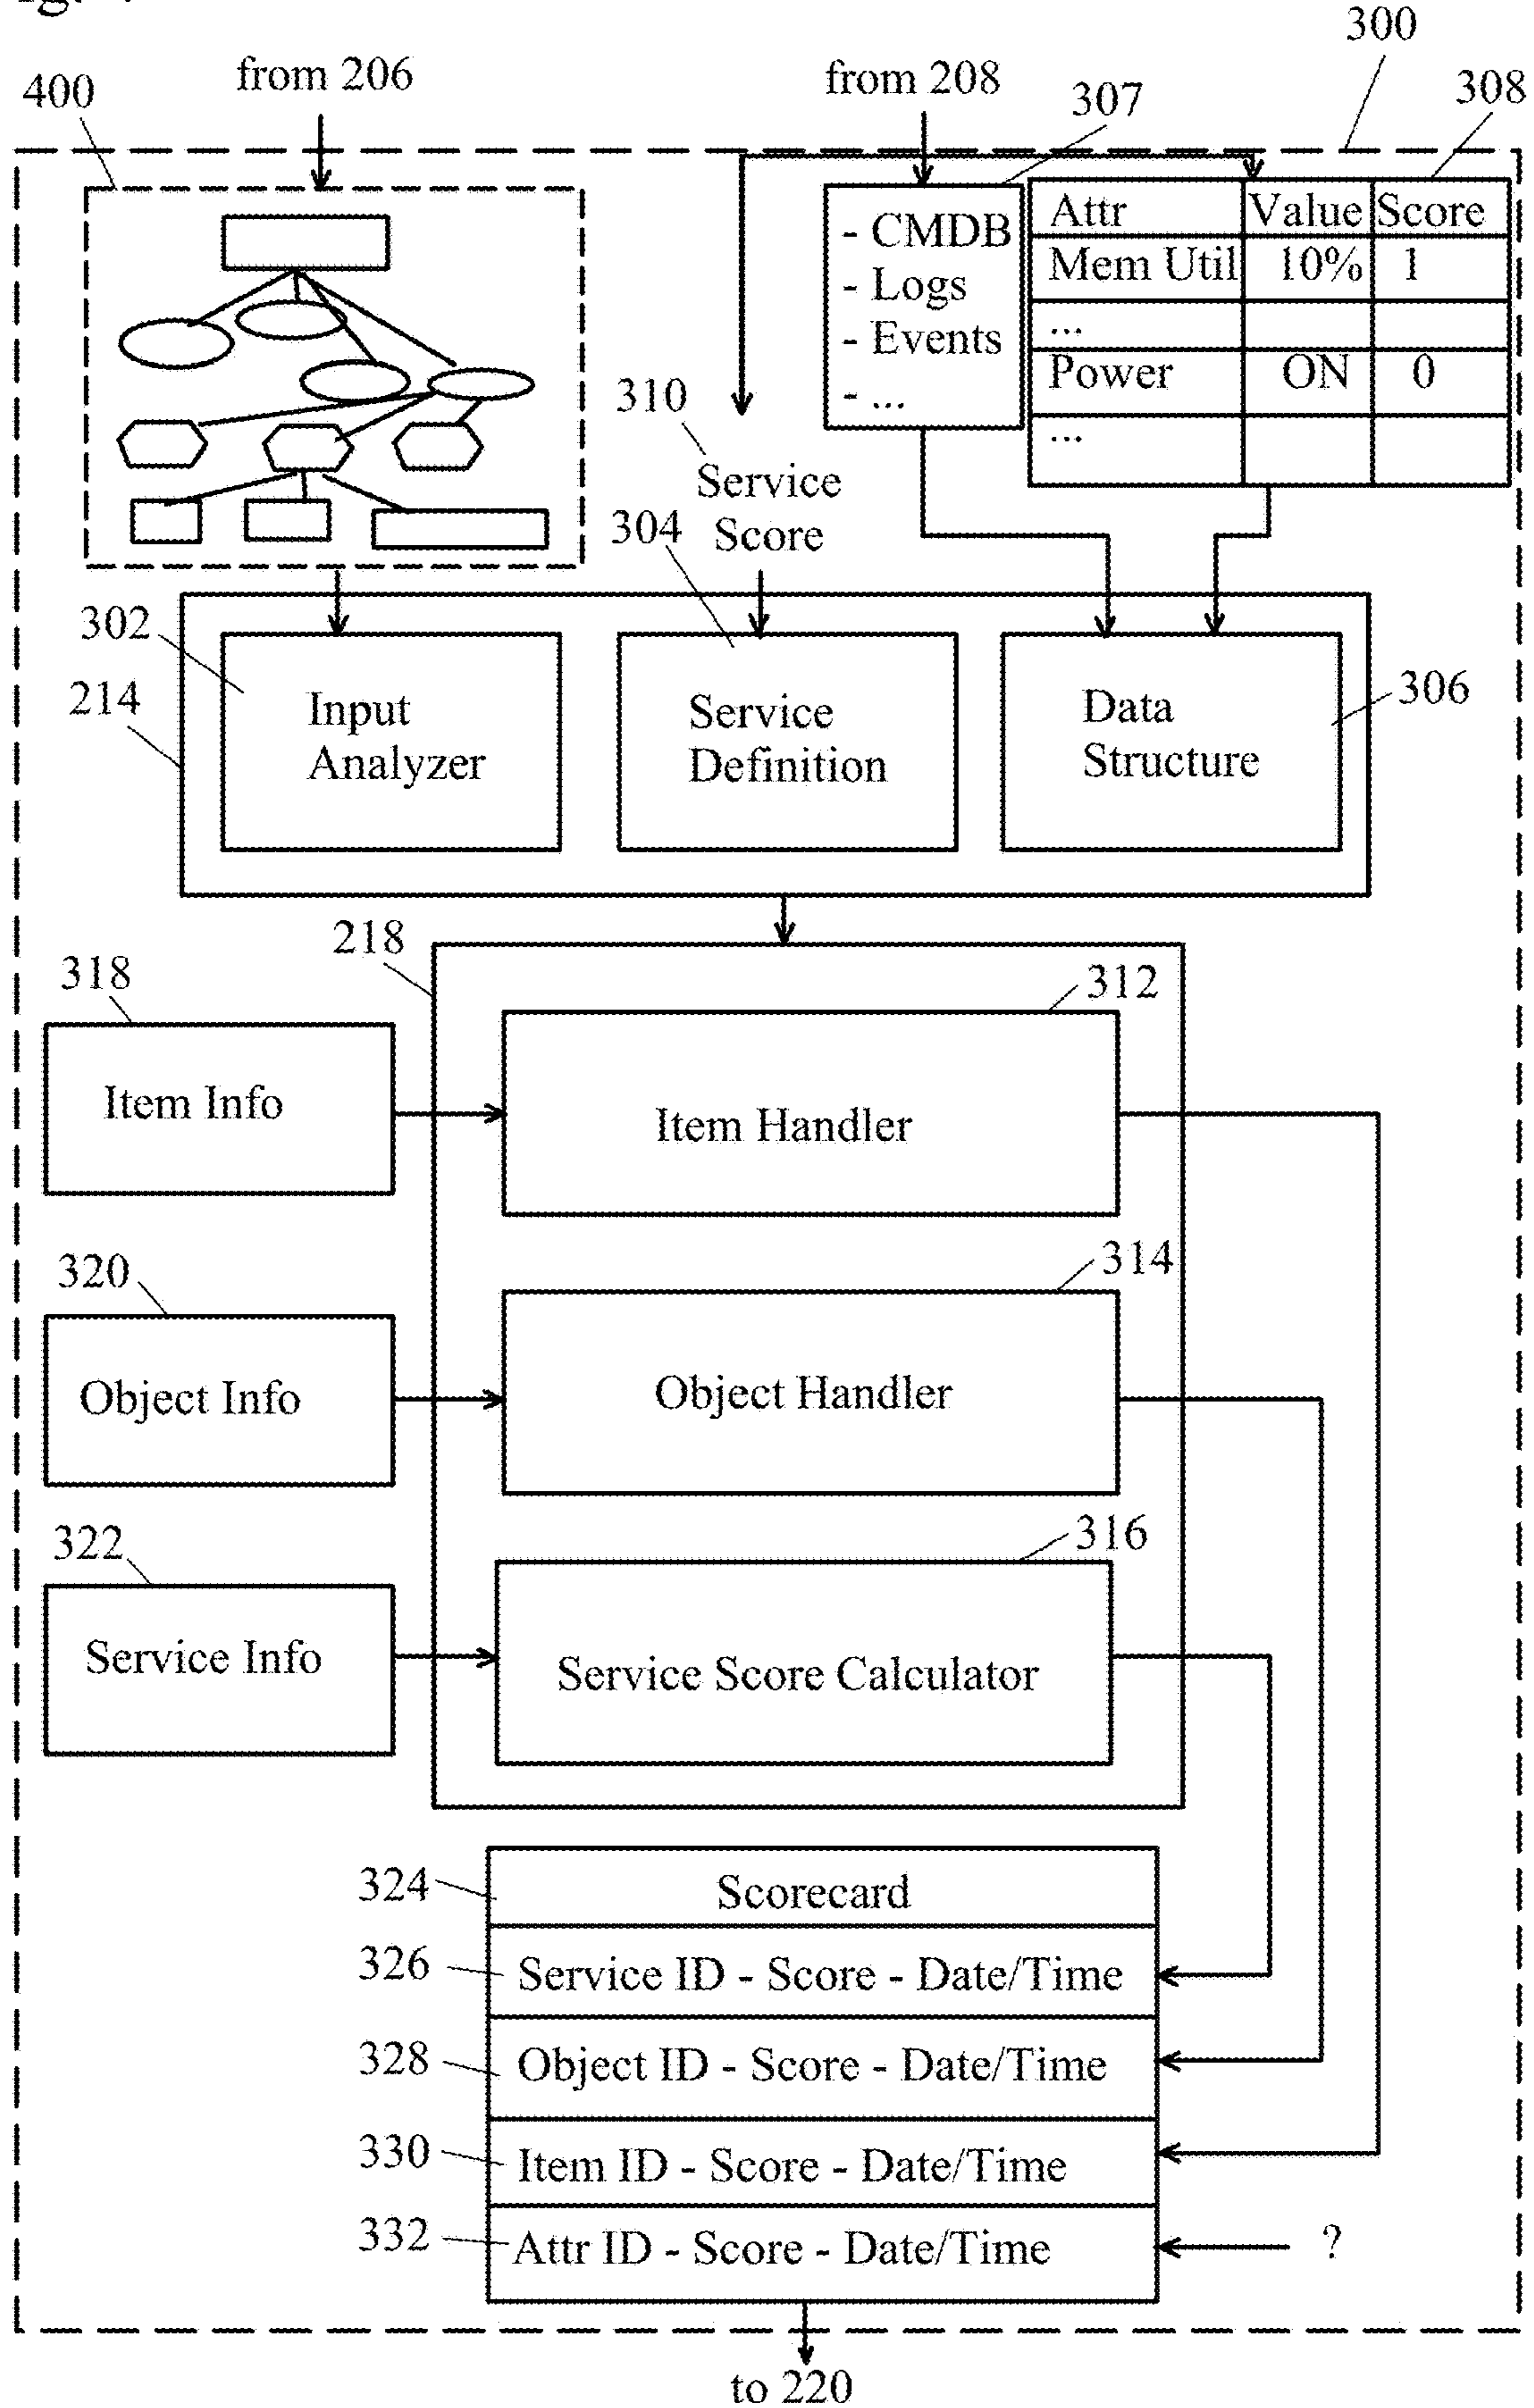 300
from 206
from 208
400
307
308
Attr Value Score
- CMDB
Mem Util 10% 1
- Logs
...
- Events
Power ON 0
- ...
...
310
Service
Score
304
302
214
Input
Analyzer
Service
Definition
Data
Structure
306
218
318
312
Item Info
Item Handler
320
314
Object Info
Object Handler
322
316
Service Info
Service Score Calculator
324
Scorecard
326
Service ID - Score - Date/Time
328
Object ID - Score - Date/Time
330
Item ID - Score - Date/Time
332
Attr ID - Score - Date/Time
?
to 220